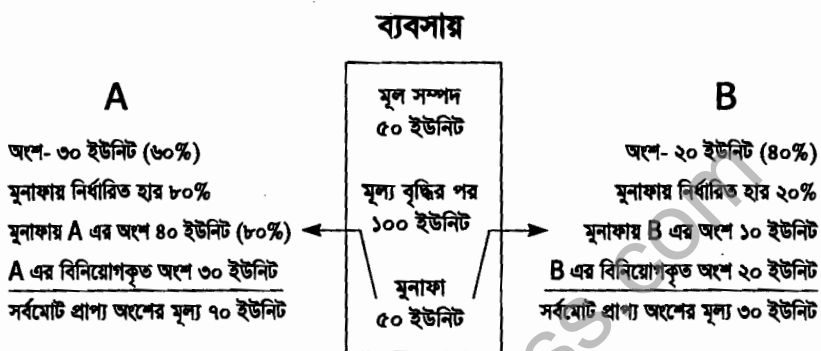 ব্যবসায়
A
অংশ- ৩০ ইউনিট (৬০%)
মুনাফায় নির্ধারিত হার ৮০%
মুনাফায় A এর অংশ ৪০ ইউনিট (৮০%)
A এর বিনিয়োগকৃত অংশ ৩০ ইউনিট
সর্বমোট প্রাপ্য অংশের মূল্য ৭০ ইউনিট
মূল সম্পদ
৫০ ইউনিট
মূল্য বৃদ্ধির পর
১০০ ইউনিট
মুনাফা
৫০ ইউনিট
B
অংশ- ২০ ইউনিট (৪০%)
মুনাফায় নির্ধারিত হার ২০%
মুনাফায় B এর অংশ ১০ ইউনিট
B এর বিনিয়োগকৃত অংশ ২০ ইউনিট
সর্বমোট প্রাপ্য অংশের মূল্য ৩০ ইউনিট